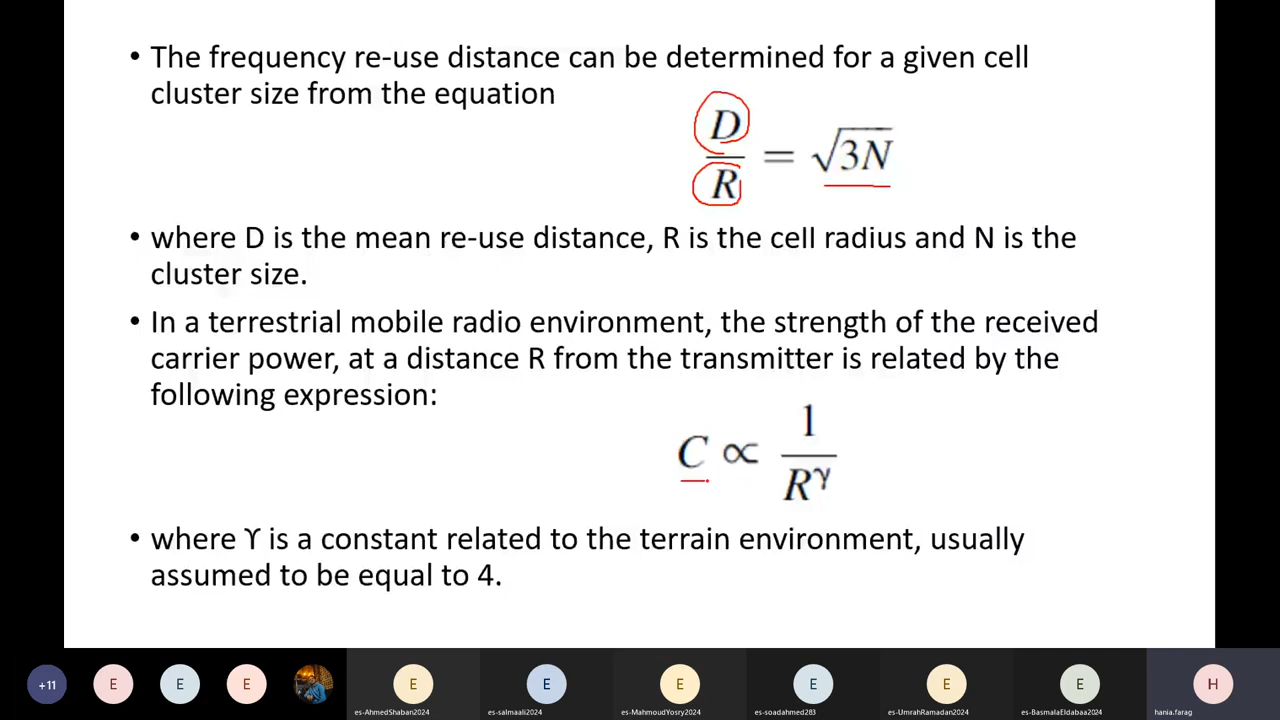 • The frequency re-use distance can be determined for a given cell
cluster size from the equation
D/R = √3N
• where D is the mean re-use distance, R is the cell radius and N is the
cluster size.
• In a terrestrial mobile radio environment, the strength of the received
carrier power, at a distance R from the transmitter is related by the
following expression:
C ∝ 1/R^γ
• where ϒ is a constant related to the terrain environment, usually
assumed to be equal to 4.
+11 E E E E E E E E E H
es-AhmedShaban2024 es-salmaali2024 es-MahmoudYosry2024 es-soadahmed283 es-UmrahRamadan2024 es-BasmalaEldabaa2024 hania.farag